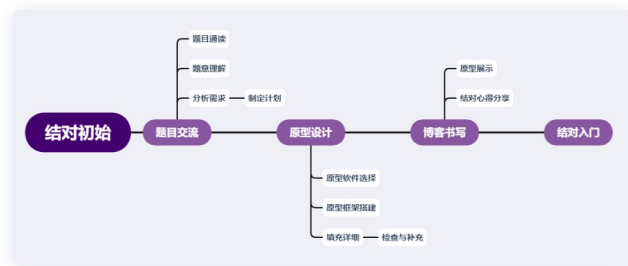 题目通读
题意理解
分析需求
制定计划
原型展示
结对心得分享
结对初始
题目交流
原型设计
博客书写
结对入门
原型软件选择
原型框架搭建
填充详细
检查与补充